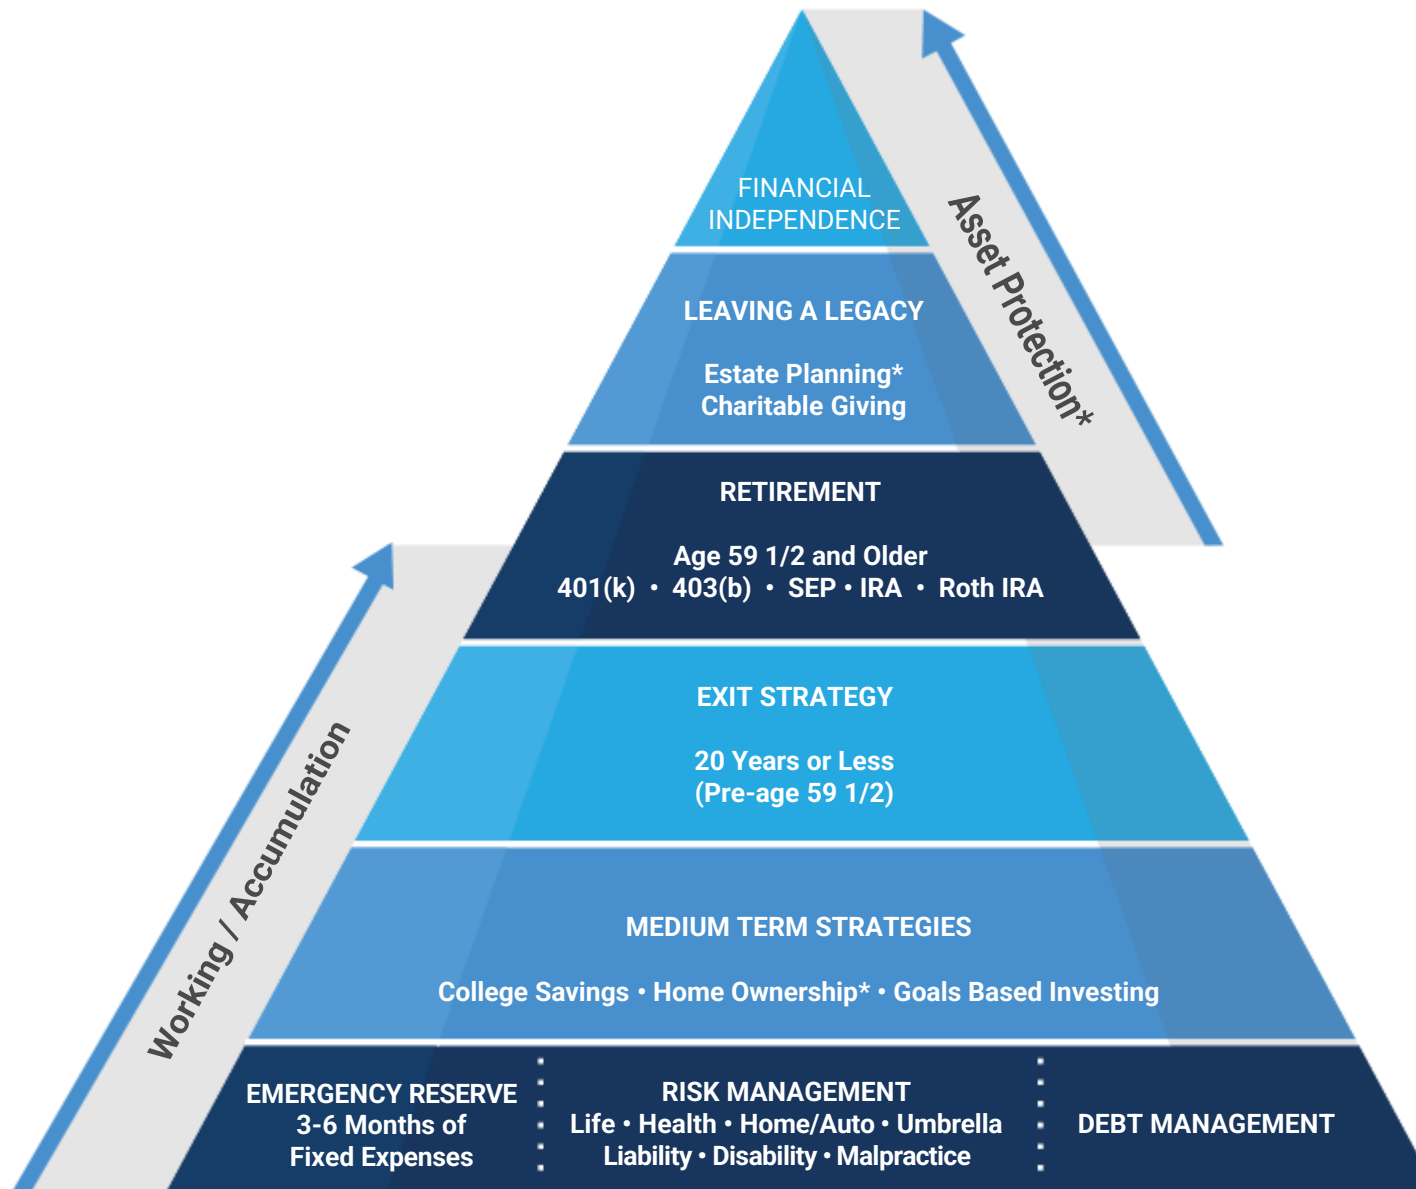 FINANCIAL
INDEPENDENCE
Asset Protection*
LEAVING A LEGACY
Estate Planning*
Charitable Giving
RETIREMENT
Age 59 1/2 and Older
401(k) • 403(b) • SEP • IRA • Roth IRA
EXIT STRATEGY
20 Years or Less
(Pre-age 59 1/2)
Working / Accumulation
MEDIUM TERM STRATEGIES
College Savings • Home Ownership* • Goals Based Investing
EMERGENCY RESERVE
3-6 Months of
Fixed Expenses
RISK MANAGEMENT
Life • Health • Home/Auto • Umbrella
Liability • Disability • Malpractice
DEBT MANAGEMENT